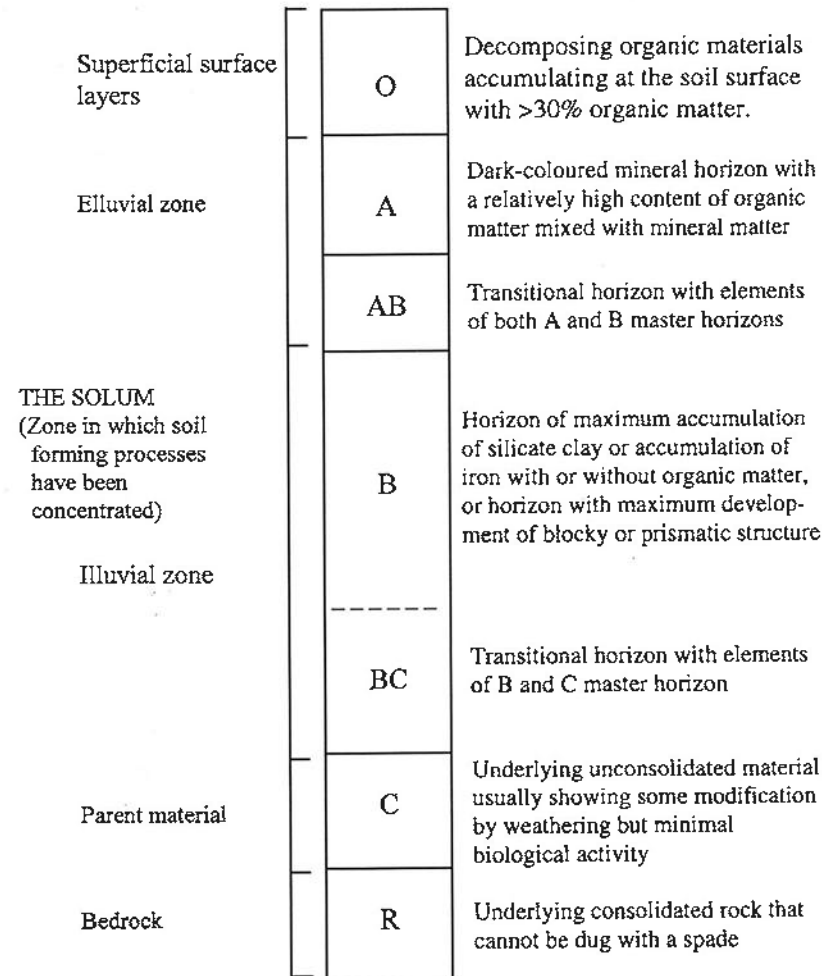 Superficial surface
layers
O
Decomposing organic materials
accumulating at the soil surface
with >30% organic matter.
Elluvial zone
A
Dark-coloured mineral horizon with
a relatively high content of organic
matter mixed with mineral matter
AB
Transitional horizon with elements
of both A and B master horizons
THE SOLUM
(Zone in which soil
forming processes
have been
concentrated)
B
Horizon of maximum accumulation
of silicate clay or accumulation of
iron with or without organic matter,
or horizon with maximum develop-
ment of blocky or prismatic structure
Illuvial zone
BC
Transitional horizon with elements
of B and C master horizon
Parent material
C
Underlying unconsolidated material
usually showing some modification
by weathering but minimal
biological activity
Bedrock
R
Underlying consolidated rock that
cannot be dug with a spade